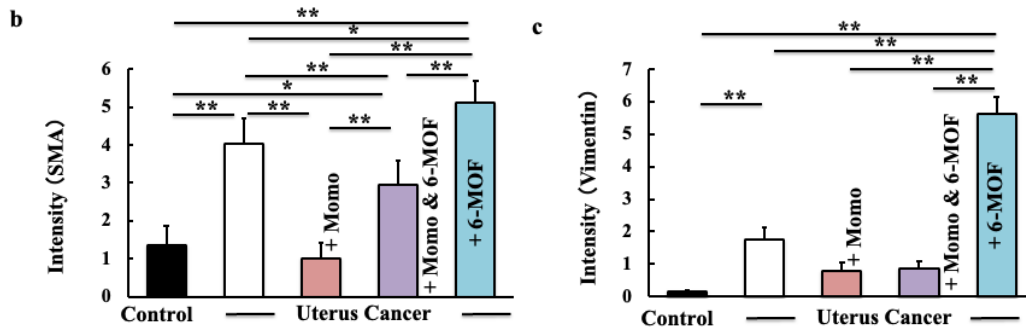 b
**
*
**
**
**
*
**
**
**
Intensity (SMA)
6
5
4
3
2
1
0
+ Momo
+ Momo & 6-MOF
+ 6-MOF
Control
Uterus Cancer
c
**
**
**
**
**
Intensity (Vimentin)
7
6
5
4
3
2
1
0
+ Momo
+ Momo & 6-MOF
+ 6-MOF
Control
Uterus Cancer